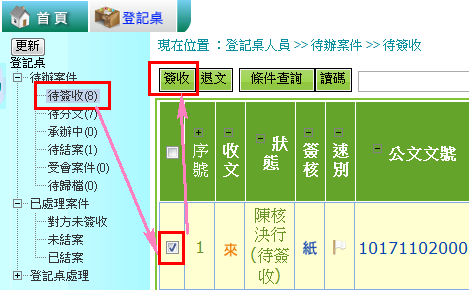 首頁 登記桌
更新
登記桌
待辦案件
待簽收(8)
待分文(7)
承辦中(0)
待結案(1)
受會案件(0)
待歸檔(0)
已處理案件
對方未簽收
未結案
已結案
登記桌處理
現在位置 : 登記桌人員 >> 待辦案件 >> 待簽收
簽收 退文 條件查詢 讀碼
序號 收文 狀態 簽核 速別 公文文號
1 來 陳核決行(待簽收) 紙 10171102000